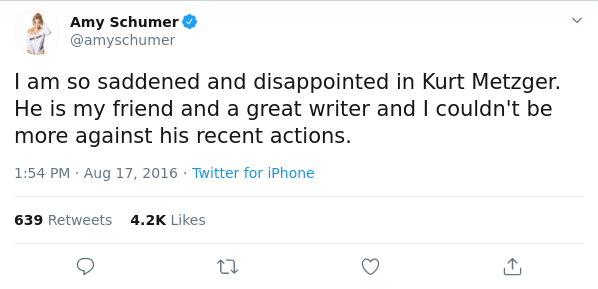 Amy Schumer
@amyschumer
I am so saddened and disappointed in Kurt Metzger.
He is my friend and a great writer and I couldn't be
more against his recent actions.
1:54 PM · Aug 17, 2016 · Twitter for iPhone
639 Retweets 4.2K Likes